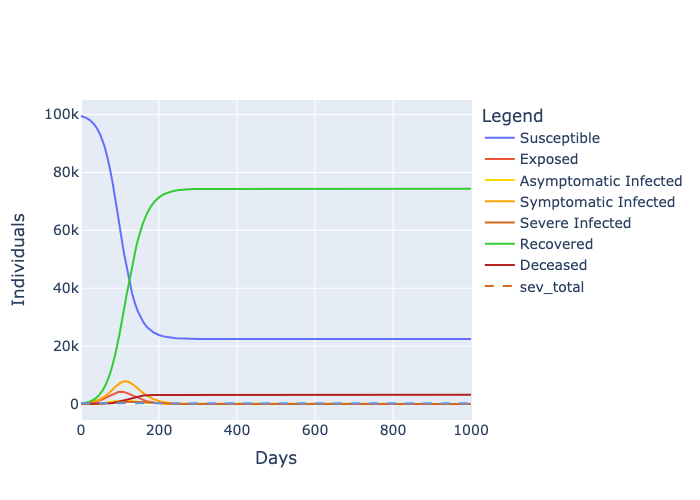 100k
80k
60k
40k
20k
0
Individuals
0 200 400 600 800 1000
Days
Legend
Susceptible
Exposed
Asymptomatic Infected
Symptomatic Infected
Severe Infected
Recovered
Deceased
sev_total